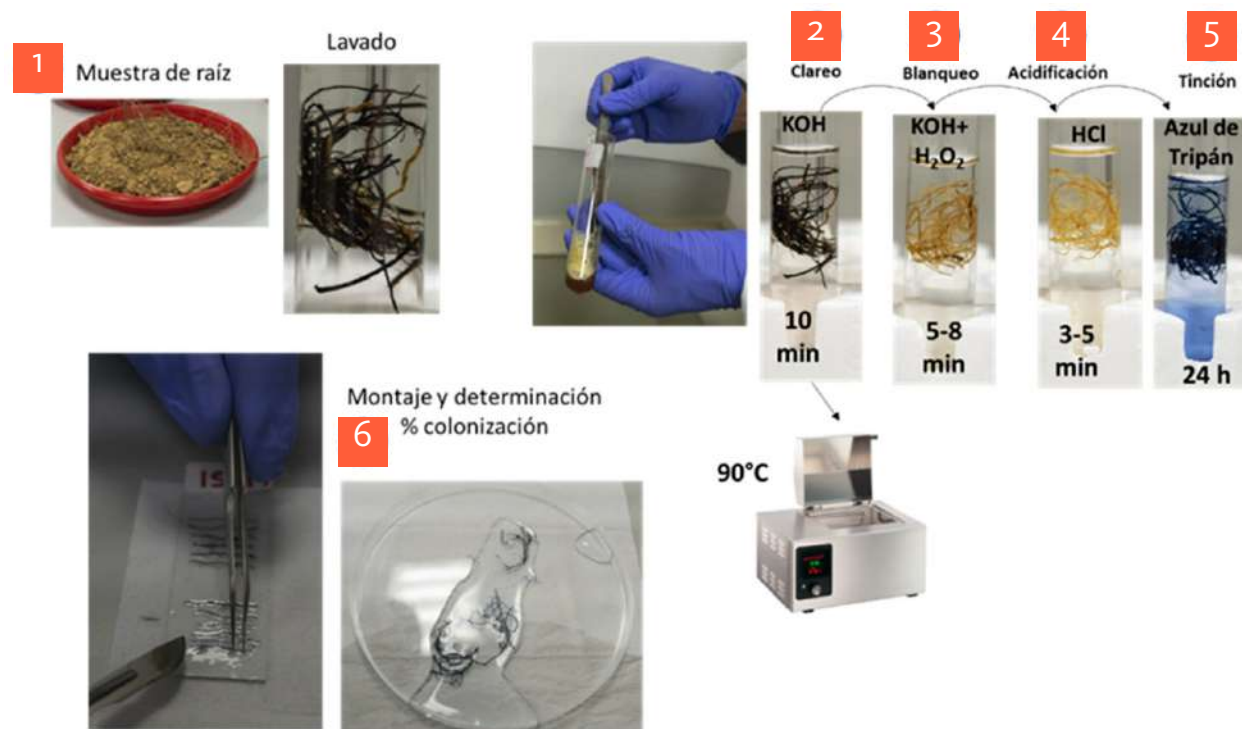 1
Muestra de raíz
Lavado
2
Clareo
3
Blanqueo
4
Acidificación
5
Tinción
KOH
KOH+
H₂O₂
HCl
Azul de
Tripán
10
min
5-8
min
3-5
min
24 h
90°C
Montaje y determinación
% colonización
6